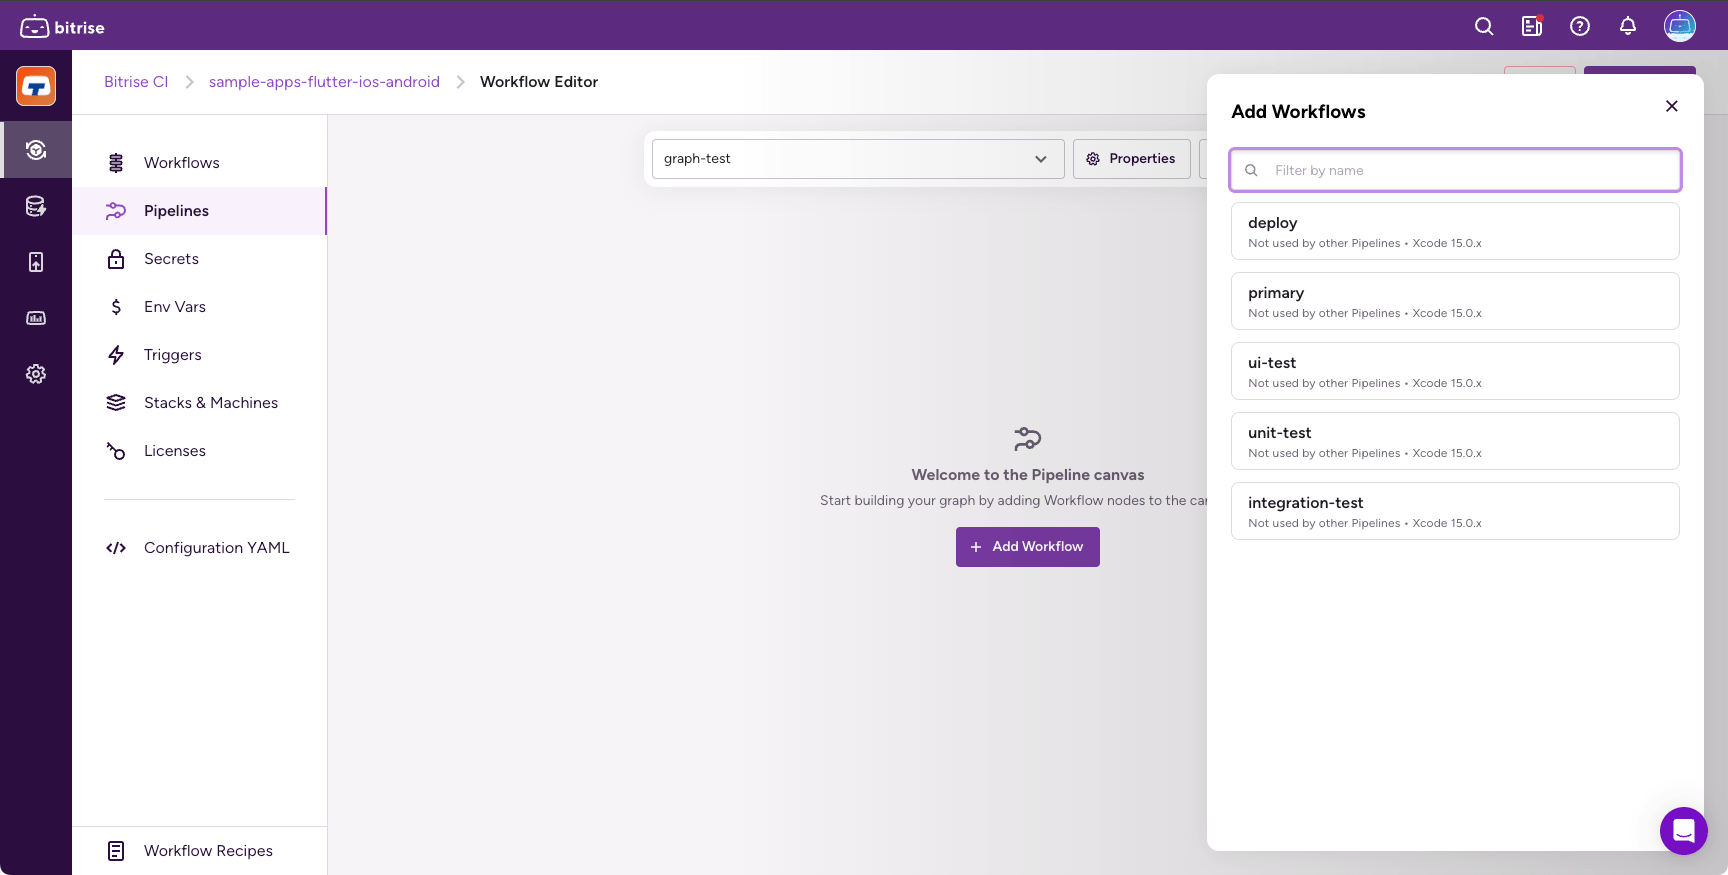 bitrise
Bitrise CI
sample-apps-flutter-ios-android
Workflow Editor
Workflows
Pipelines
Secrets
Env Vars
Triggers
Stacks & Machines
Licenses
Configuration YAML
Workflow Recipes
graph-test
Properties
Welcome to the Pipeline canvas
Start building your graph by adding Workflow nodes to the
Add Workflow
Add Workflows
Filter by name
deploy
Not used by other Pipelines • Xcode 15.0.x
primary
Not used by other Pipelines • Xcode 15.0.x
ui-test
Not used by other Pipelines • Xcode 15.0.x
unit-test
Not used by other Pipelines • Xcode 15.0.x
integration-test
Not used by other Pipelines • Xcode 15.0.x